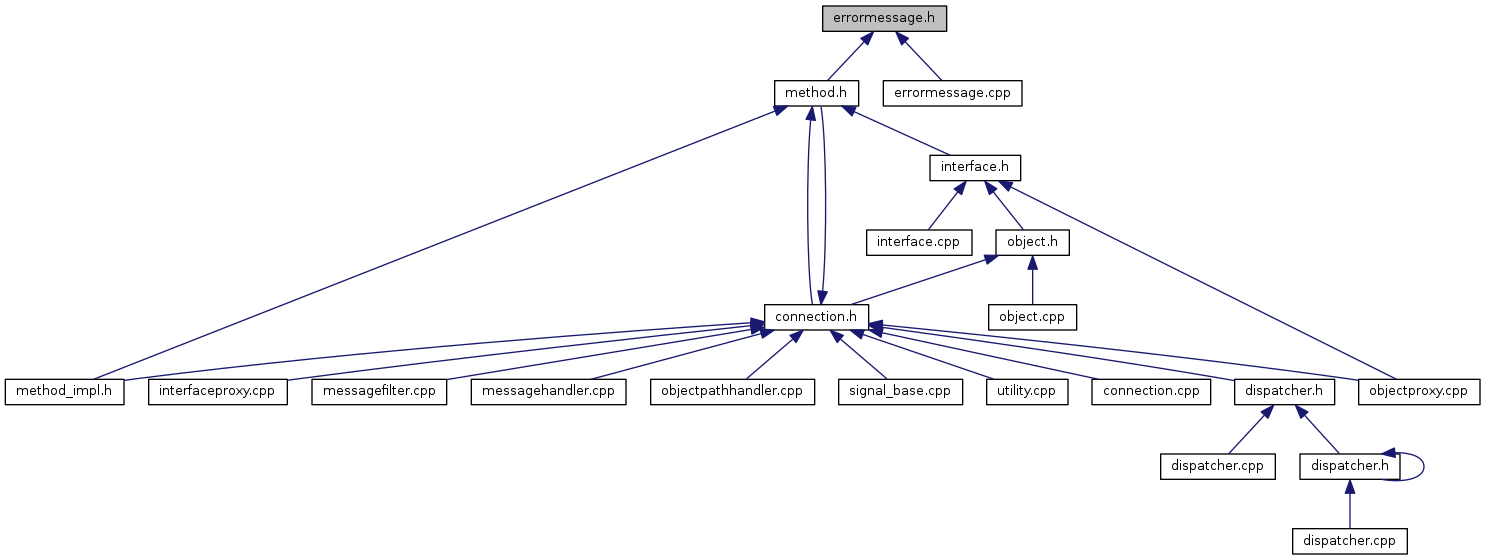 errormessage.h
method.h
errormessage.cpp
interface.h
interface.cpp
object.h
connection.h
object.cpp
method_impl.h
interfaceproxy.cpp
messagefilter.cpp
messagehandler.cpp
objectpathhandler.cpp
signal_base.cpp
utility.cpp
connection.cpp
dispatcher.h
objectproxy.cpp
dispatcher.cpp
dispatcher.h
dispatcher.cpp